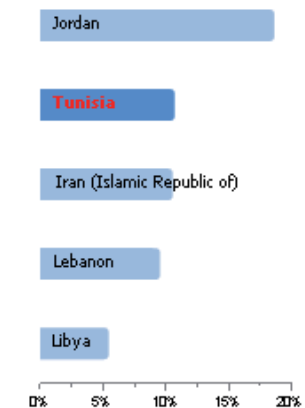 Jordan
Tunisia
Iran (Islamic Republic of)
Lebanon
Libya
0% 5% 10% 15% 20%